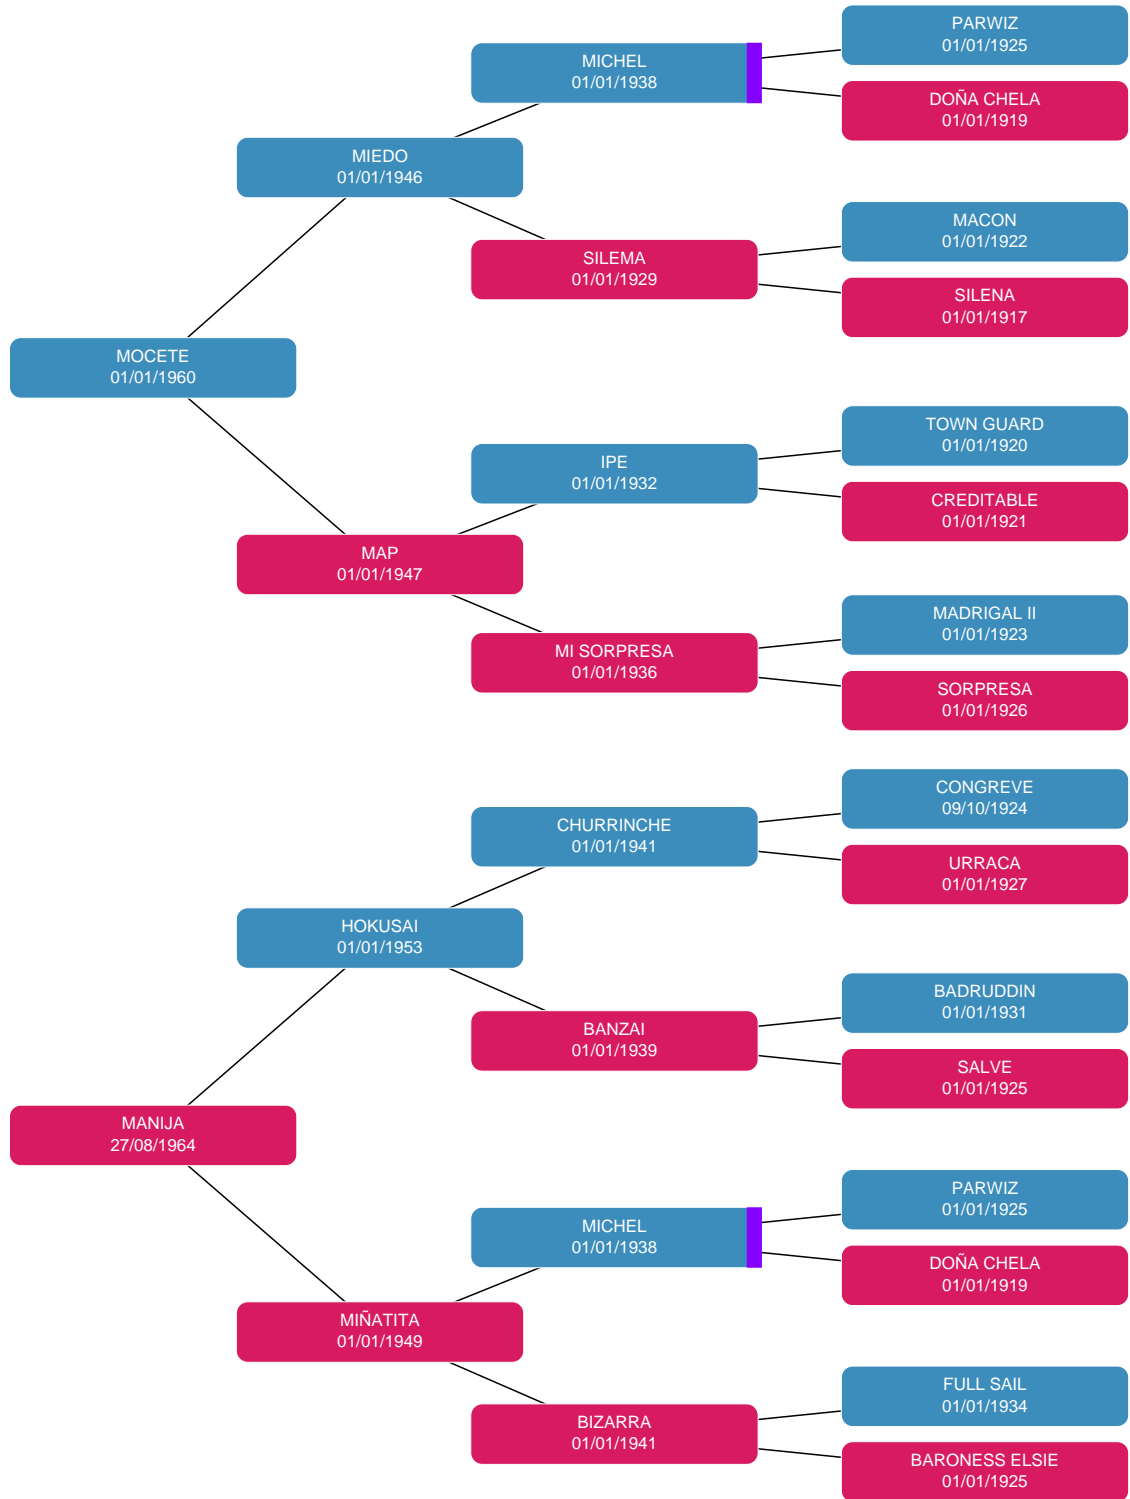 PARWIZ
01/01/1925
MICHEL
01/01/1938
DOÑA CHELA
01/01/1919
MIEDO
01/01/1946
MACON
01/01/1922
SILEMA
01/01/1929
SILENA
01/01/1917
MOCETE
01/01/1960
TOWN GUARD
01/01/1920
IPE
01/01/1932
CREDITABLE
01/01/1921
MAP
01/01/1947
MADRIGAL II
01/01/1923
MI SORPRESA
01/01/1936
SORPRESA
01/01/1926
CONGREVE
09/10/1924
CHURRINCHE
01/01/1941
URRACA
01/01/1927
HOKUSAI
01/01/1953
BADRUDDIN
01/01/1931
BANZAI
01/01/1939
SALVE
01/01/1925
MANIJA
27/08/1964
PARWIZ
01/01/1925
MICHEL
01/01/1938
DOÑA CHELA
01/01/1919
MIÑATITA
01/01/1949
FULL SAIL
01/01/1934
BIZARRA
01/01/1941
BARONESS ELSIE
01/01/1925